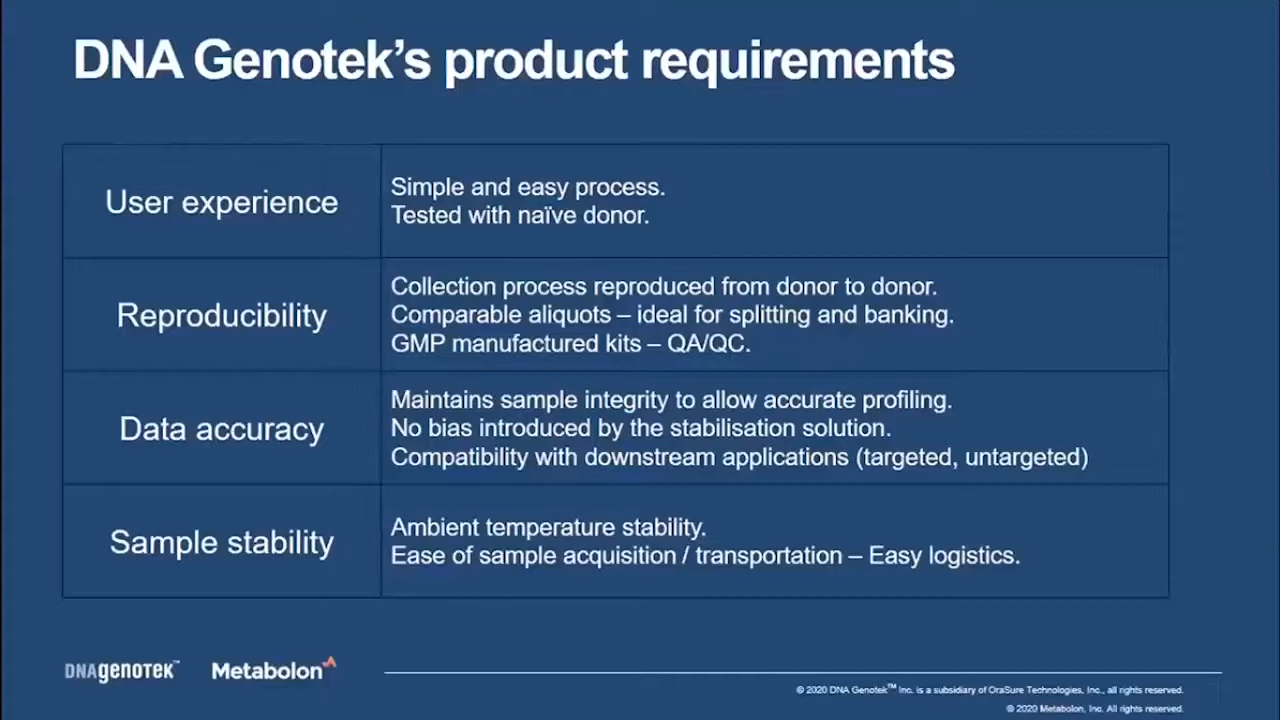 DNA Genotek's product requirements
User experience
Simple and easy process.
Tested with naïve donor.
Reproducibility
Collection process reproduced from donor to donor.
Comparable aliquots – ideal for splitting and banking.
GMP manufactured kits – QA/QC.
Data accuracy
Maintains sample integrity to allow accurate profiling.
No bias introduced by the stabilisation solution.
Compatibility with downstream applications (targeted, untargeted)
Sample stability
Ambient temperature stability.
Ease of sample acquisition / transportation – Easy logistics.
DNAgenotek™ Metabolon
© 2020 DNA Genotek™ Inc. is a subsidiary of OraSure Technologies, Inc., all rights reserved.
© 2020 Metabolon, Inc. All rights reserved.